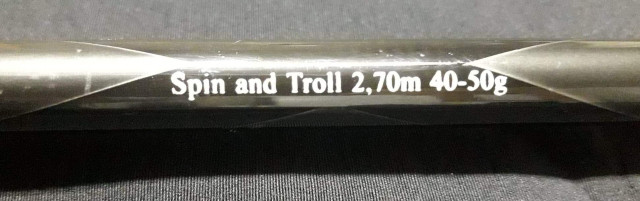 Spin and Troll 2,70m 40-50g